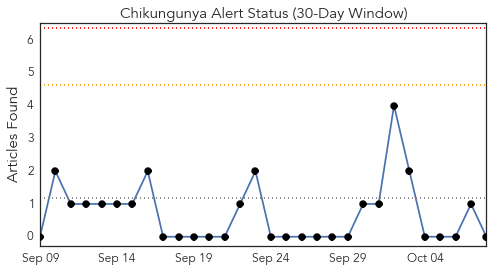 Chikungunya Alert Status (30-Day Window)
Articles Found
6
5
4
3
2
1
0
Sep 09 Sep 14 Sep 19 Sep 24 Sep 29 Oct 04